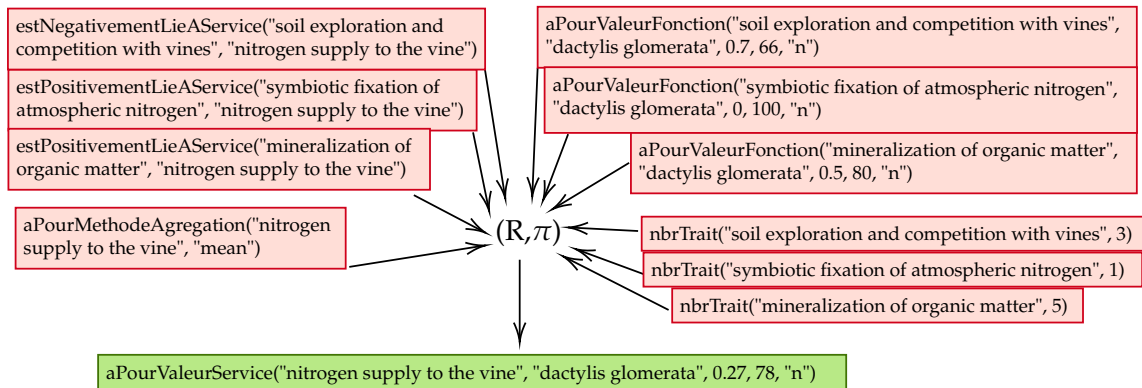 estNegativementLieAService("soil exploration and
competition with vines", "nitrogen supply to the vine")
estPositivementLieAService("symbiotic fixation of
atmospheric nitrogen", "nitrogen supply to the vine")
estPositivementLieAService("mineralization of
organic matter", "nitrogen supply to the vine")
aPourMethodeAgregation("nitrogen
supply to the vine", "mean")
aPourValeurFonction("soil exploration and competition with vines",
"dactylis glomerata", 0.7, 66, "n")
aPourValeurFonction("symbiotic fixation of atmospheric nitrogen",
"dactylis glomerata", 0, 100, "n")
aPourValeurFonction("mineralization of organic matter",
"dactylis glomerata", 0.5, 80, "n")
(R,π)
nbrTrait("soil exploration and competition with vines", 3)
nbrTrait("symbiotic fixation of atmospheric nitrogen", 1)
nbrTrait("mineralization of organic matter", 5)
aPourValeurService("nitrogen supply to the vine", "dactylis glomerata", 0.27, 78, "n")